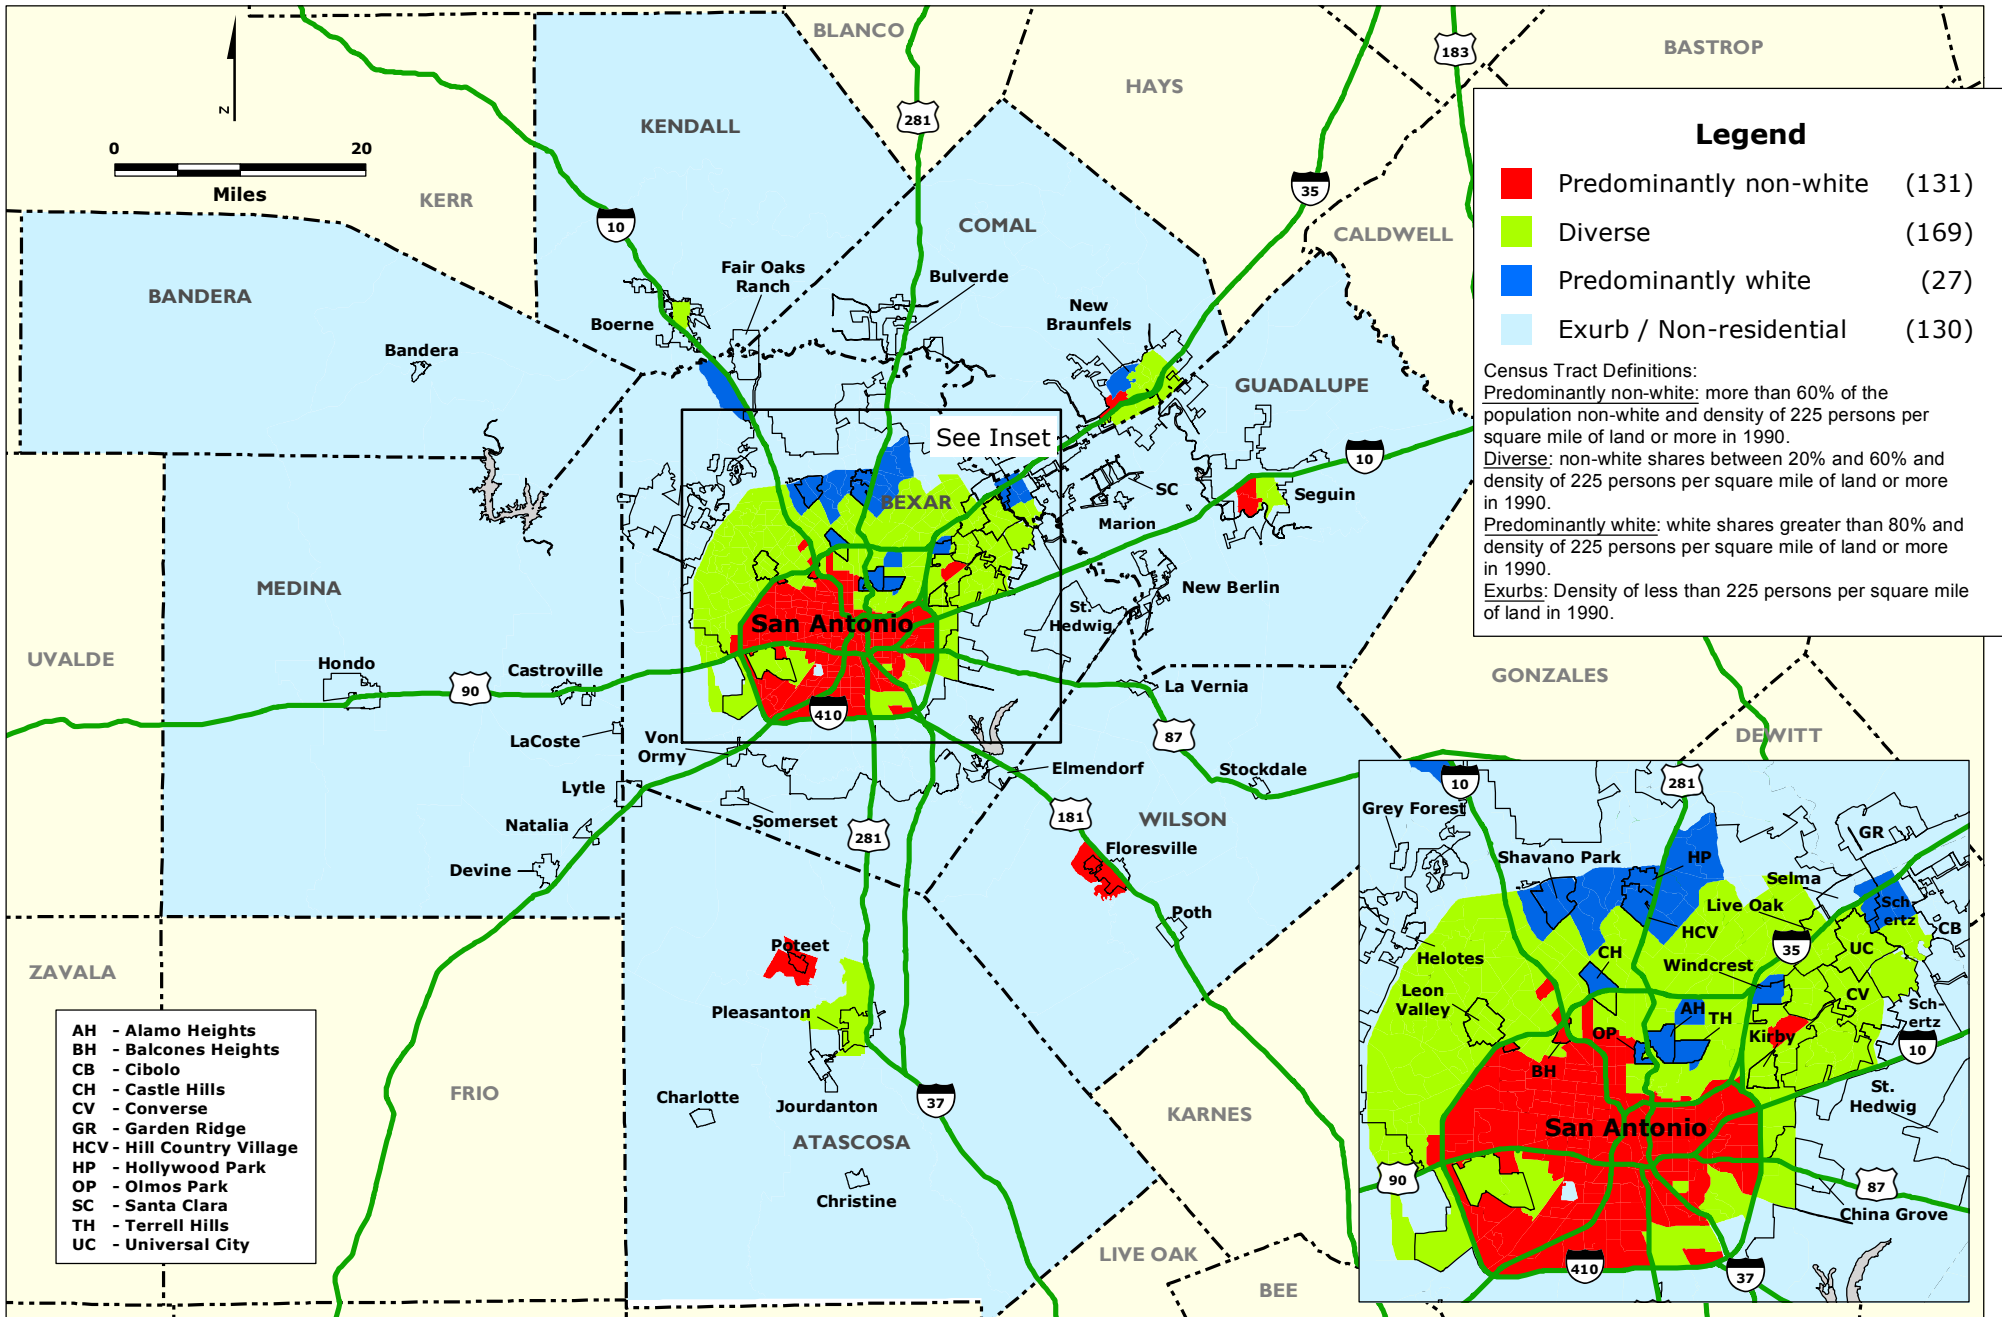 BLANCO
183
BASTROP
HAYS
281
KENDALL
0
20
Miles
KERR
N
35
10
COMAL
CALDWELL
Legend
Predominantly non-white (131)
Diverse (169)
Predominantly white (27)
Exurb / Non-residential (130)
Census Tract Definitions:
Predominantly non-white: more than 60% of the
population non-white and density of 225 persons per
square mile of land or more in 1990.
Diverse: non-white shares between 20% and 60% and
density of 225 persons per square mile of land or more
in 1990.
Predominantly white: white shares greater than 80% and
density of 225 persons per square mile of land or more
in 1990.
Exurbs: Density of less than 225 persons per square mile
of land in 1990.
BANDERA
Bandera
Fair Oaks
Ranch
Bulverde
Boerne
New
Braunfels
GUADALUPE
See Inset
10
BEXAR
SC
Seguin
Marion
MEDINA
New Berlin
St.
Hedwig
San Antonio
UVALDE
Hondo
90
Castroville
La Vernia
GONZALES
410
LaCoste
Von
Ormy
87
DEWITT
Elmendorf
Stockdale
Lytle
Somerset
Natalia
281
181
WILSON
Floresville
Devine
Poth
Poteet
ZAVALA
Pleasanton
AH - Alamo Heights
BH - Balcones Heights
CB - Cibolo
CH - Castle Hills
CV - Converse
GR - Garden Ridge
HCV - Hill Country Village
HP - Hollywood Park
OP - Olmos Park
SC - Santa Clara
TH - Terrell Hills
UC - Universal City
FRIO
Charlotte
Jourdanton
37
KARNES
ATASCOSA
Christine
LIVE OAK
BEE
10
281
Grey Forest
GR
Shavano Park
HP
Selma
Live Oak
Sch-
ertz
CB
HCV
35
UC
CH
Helotes
Windcrest
Leon
Valley
CV
AH
TH
Sch-
ertz
OP
Kirby
10
BH
St.
Hedwig
San Antonio
90
87
China Grove
410
37